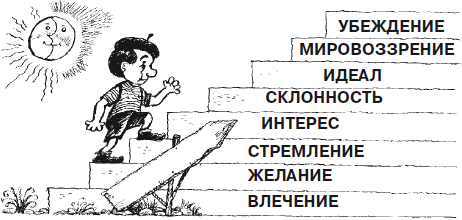 УБЕЖДЕНИЕ
МИРОВОЗЗРЕНИЕ
ИДЕАЛ
СКЛОННОСТЬ
ИНТЕРЕС
СТРЕМЛЕНИЕ
ЖЕЛАНИЕ
ВЛЕЧЕНИЕ